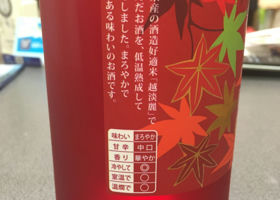 産の酒造好適米「越淡麗」で
だお酒を、低温熟成して
しました。まろやかで
ある味わいのお酒です。
味わい まろやか
甘辛 中口
香り 華やか
冷やして ◎
室温で ○
温燗で ○